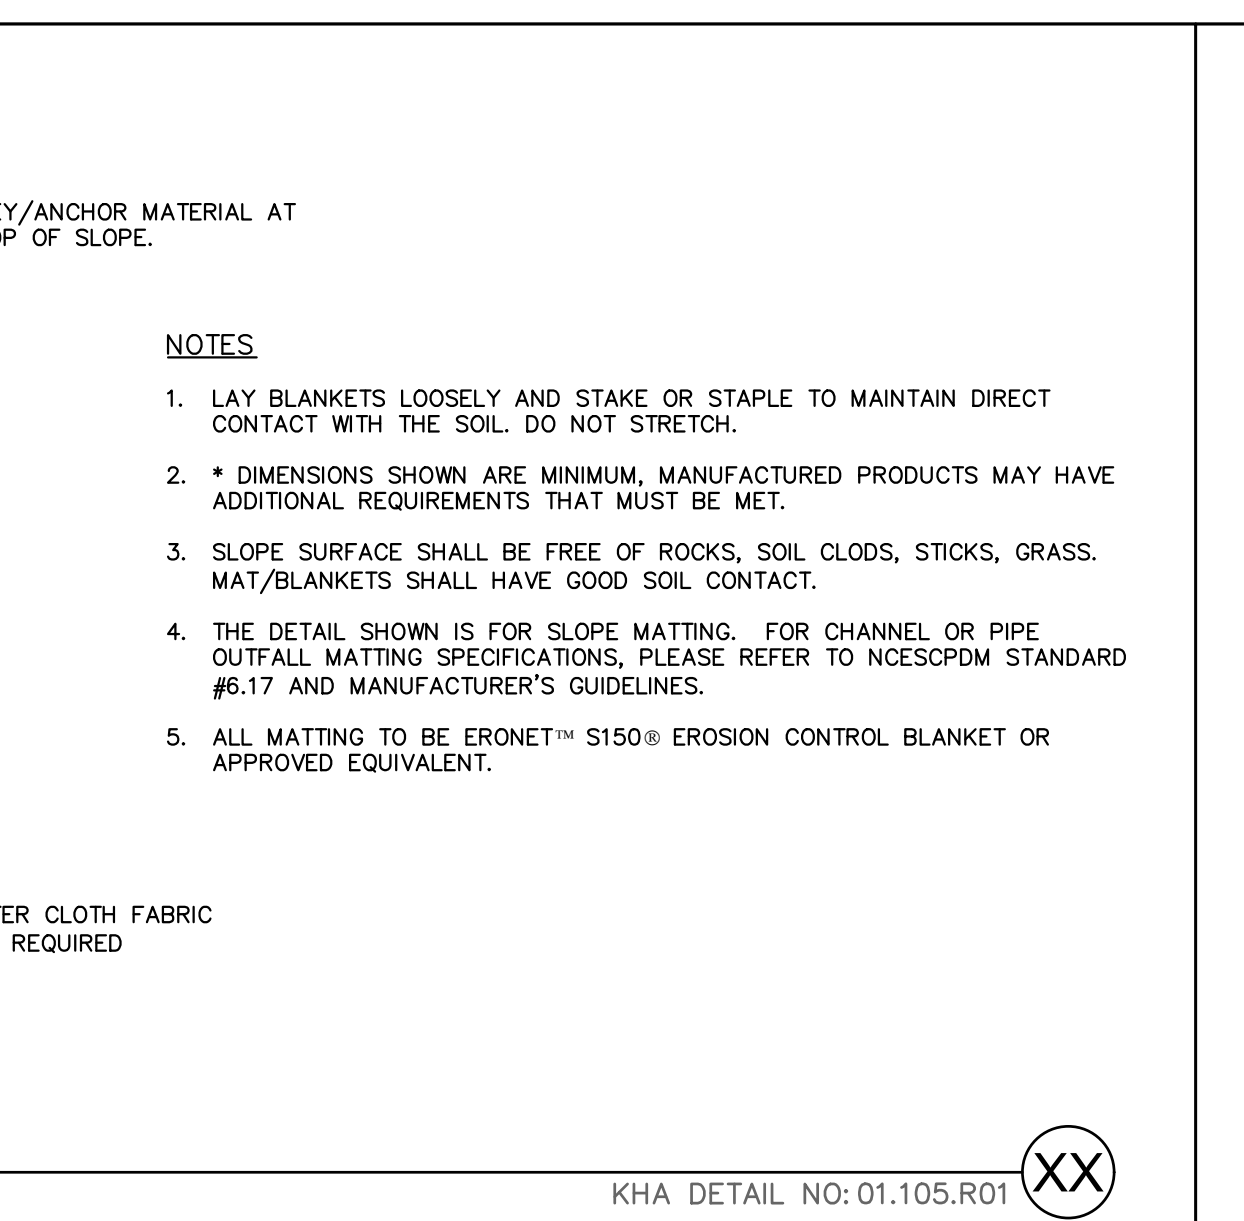 EY/ANCHOR MATERIAL AT
OP OF SLOPE.
NOTES
1. LAY BLANKETS LOOSELY AND STAKE OR STAPLE TO MAINTAIN DIRECT
CONTACT WITH THE SOIL. DO NOT STRETCH.
2. * DIMENSIONS SHOWN ARE MINIMUM, MANUFACTURED PRODUCTS MAY HAVE
ADDITIONAL REQUIREMENTS THAT MUST BE MET.
3. SLOPE SURFACE SHALL BE FREE OF ROCKS, SOIL CLODS, STICKS, GRASS.
MAT/BLANKETS SHALL HAVE GOOD SOIL CONTACT.
4. THE DETAIL SHOWN IS FOR SLOPE MATTING. FOR CHANNEL OR PIPE
OUTFALL MATTING SPECIFICATIONS, PLEASE REFER TO NCESCPDM STANDARD
#6.17 AND MANUFACTURER'S GUIDELINES.
5. ALL MATTING TO BE ERONET™ S150® EROSION CONTROL BLANKET OR
APPROVED EQUIVALENT.
TER CLOTH FABRIC
REQUIRED
XX
KHA DETAIL NO: 01.105.R01